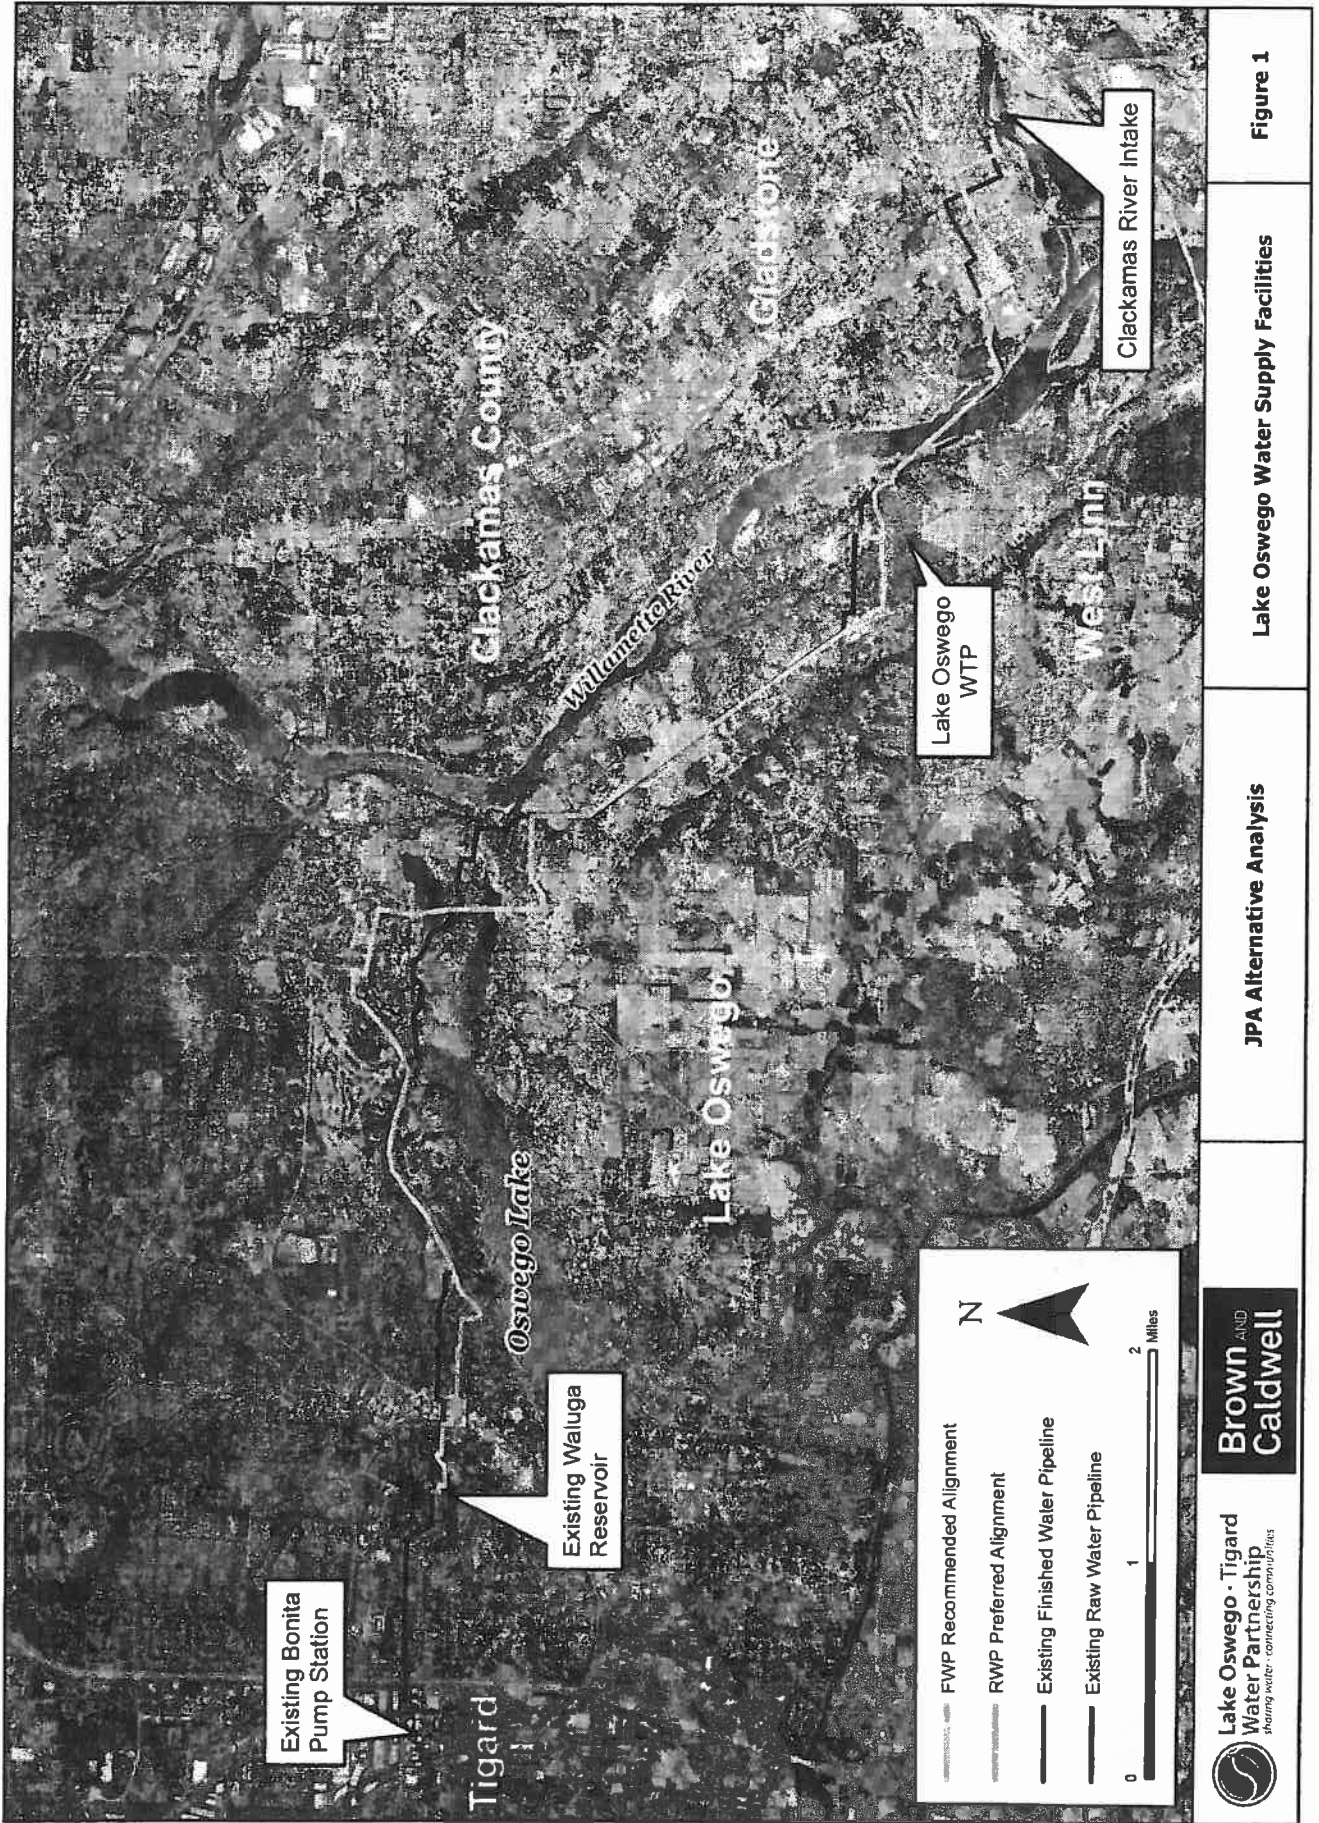 Existing Bonita
Pump Station
Tigard
Existing Waluga
Reservoir
Oswego Lake
Lake Oswego
Clackamas County
Willamette River
Gladstone
West Linn
Lake Oswego
WTP
Clackamas River Intake
N
FWP Recommended Alignment
RWP Preferred Alignment
Existing Finished Water Pipeline
Existing Raw Water Pipeline
0 1 2
Miles
Lake Oswego · Tigard
Water Partnership
sharing water · connecting communities
Brown AND
Caldwell
JPA Alternative Analysis
Lake Oswego Water Supply Facilities
Figure 1